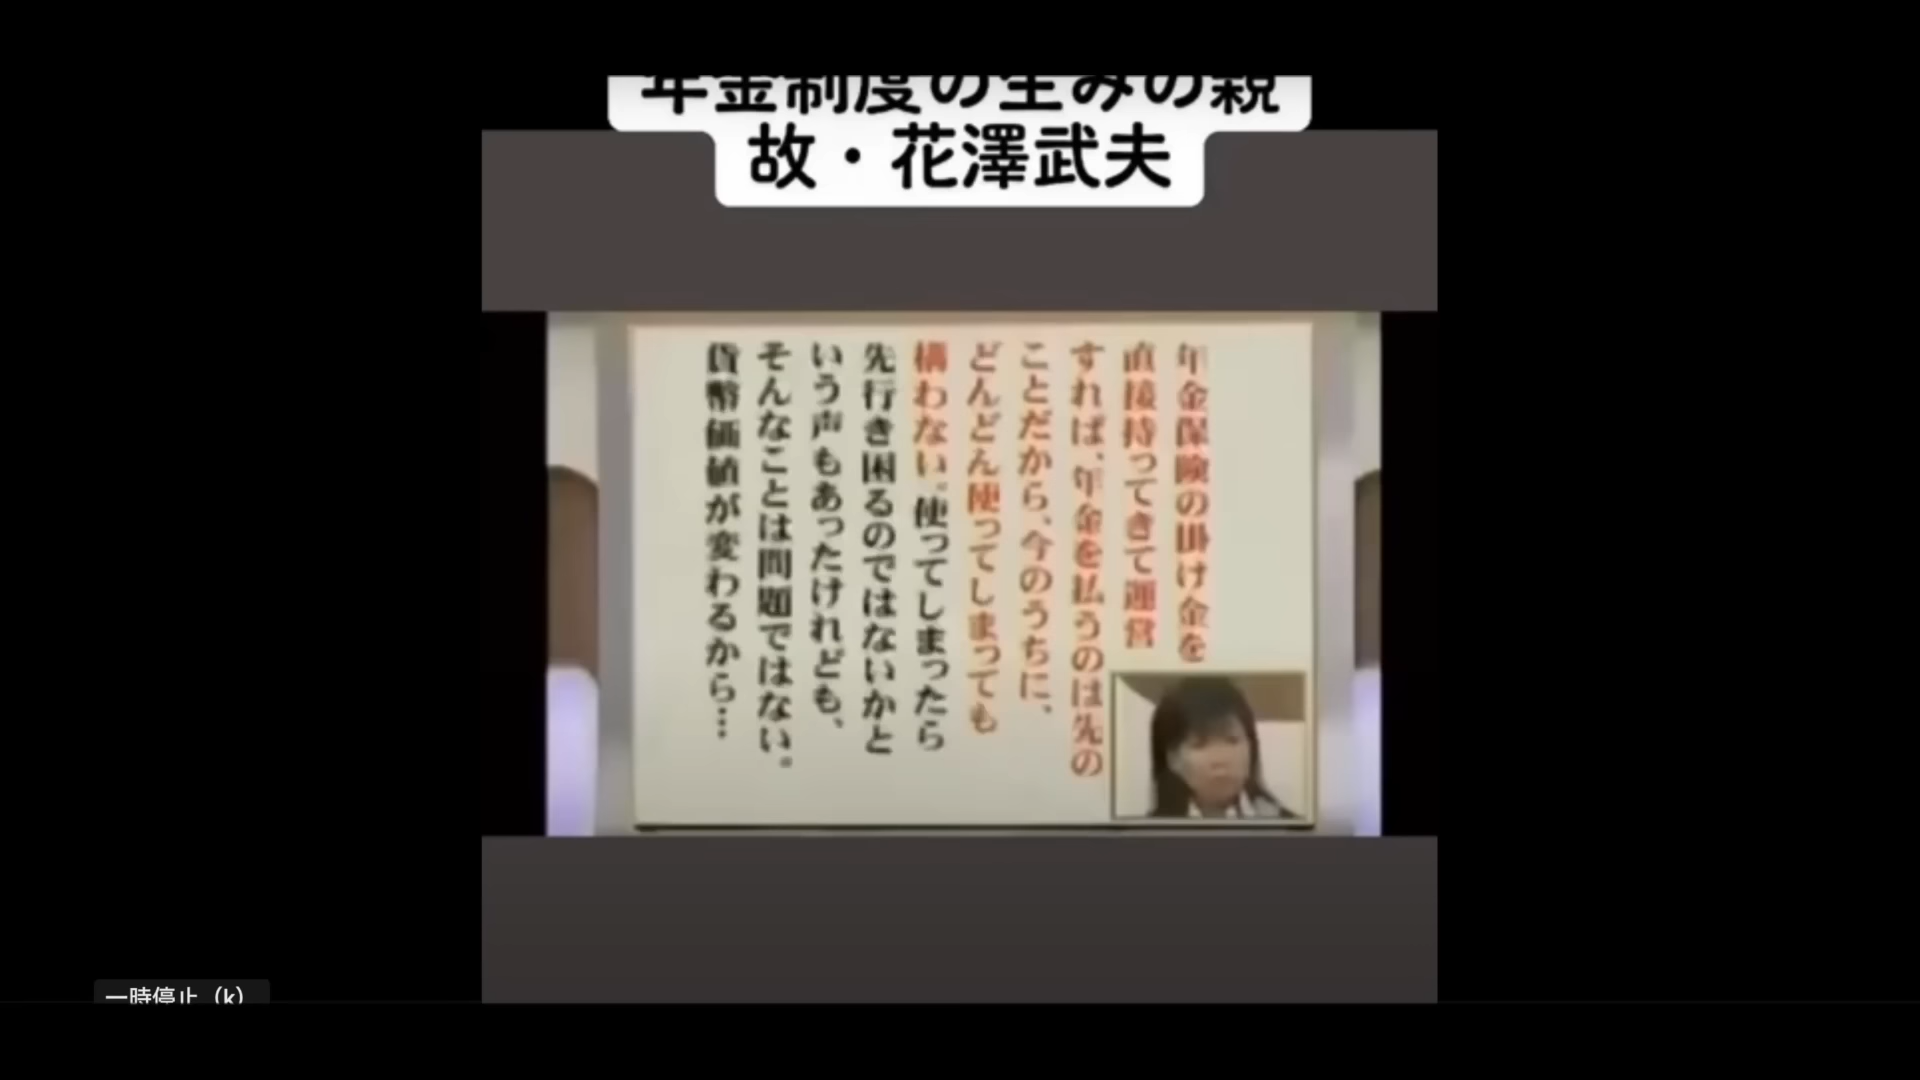 年金制度の生みの親
故・花澤武夫
年金保険の掛け金を
直接持ってきて運営
すれば、年金を払うのは先の
ことだから、今のうちに、
どんどん使ってしまっても
構わない。使ってしまったら
先行き困るのではないかと
いう声もあったけれども、
そんなことは問題ではない。
貨幣価値が変わるから…
一時停止（k）